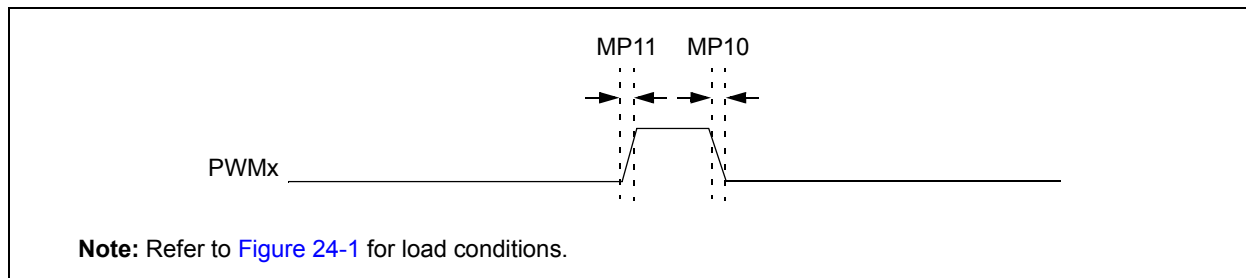 MP11 MP10
PWMx
Note: Refer to Figure 24-1 for load conditions.